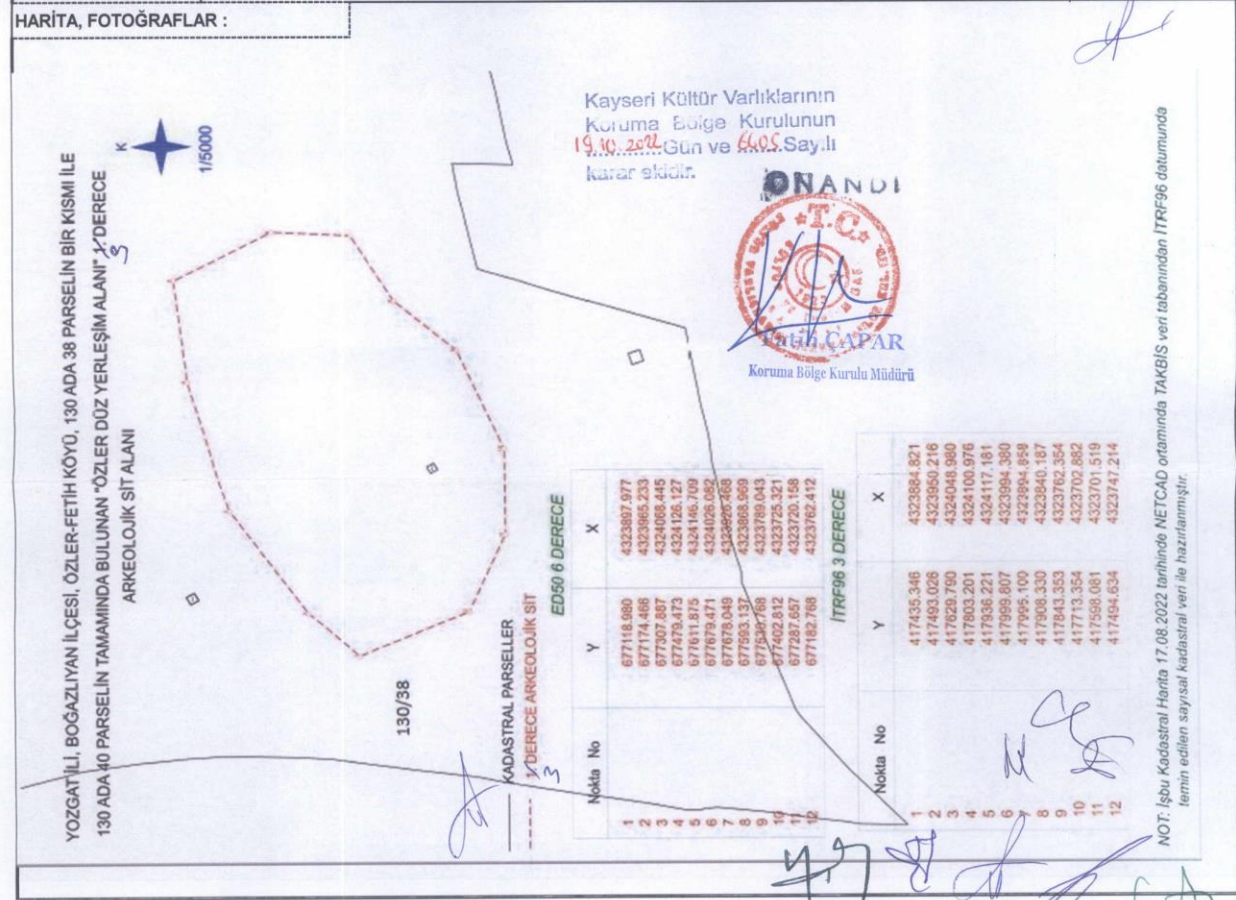 HARİTA, FOTOĞRAFLAR :
YOZGAT İLİ, BOĞAZLIYAN İLÇESİ, ÖZLER-FETİH KÖYÜ, 130 ADA 38 PARSELİN BİR KISMI İLE
130 ADA 40 PARSELİN TAMAMINDA BULUNAN "ÖZLER DÜZ YERLEŞİM ALANI" 3 DERECE
ARKEOLOJİK SİT ALANI
K
1/5000
130/38
KADASTRAL PARSELLER
3 DERECE ARKEOLOJİK SİT
ED50 6 DERECE
Nokta No Y X
1 677118.980 4323897.977
2 677174.468 4323965.233
3 677307.887 4324068.445
4 677479.473 4324126.127
5 677611.875 4324146.709
6 677679.471 4324026.082
7 677678.049
8 677593.137 4323868.969
9 4323789.043
10 677402.812 4323725.321
11 677287.657 4323720.158
12 677182.768 4323762.412
İTRF96 3 DERECE
Nokta No Y X
1 417435.346 4323884.821
2 417493.026 4323950.216
3 417629.790 4324048.980
4 417803.201 4324100.976
5 417936.221 4324117.181
6 417999.807 4323994.380
417995.100 4323894.858
8 417908.330 4323840.187
9 417843.353 4323762.354
10 417713.354 4323702.882
11 417598.081 4323701.519
12 417494.634 4323747.214
NOT: İşbu Kadastral Harita 17.08.2022 tarihinde NETCAD ortamında TAKBİS veri tabanından İTRF96 datumunda
temin edilen sayısal kadastral veri ile hazırlanmıştır.
Kayseri Kültür Varlıklarının
Koruma Bölge Kurulunun
19.10.2022 Gün ve 6405 Sayılı
karar ekidir.
ONANDI
T.C.
1923
Fatih ÇAPAR
Koruma Bölge Kurulu Müdürü